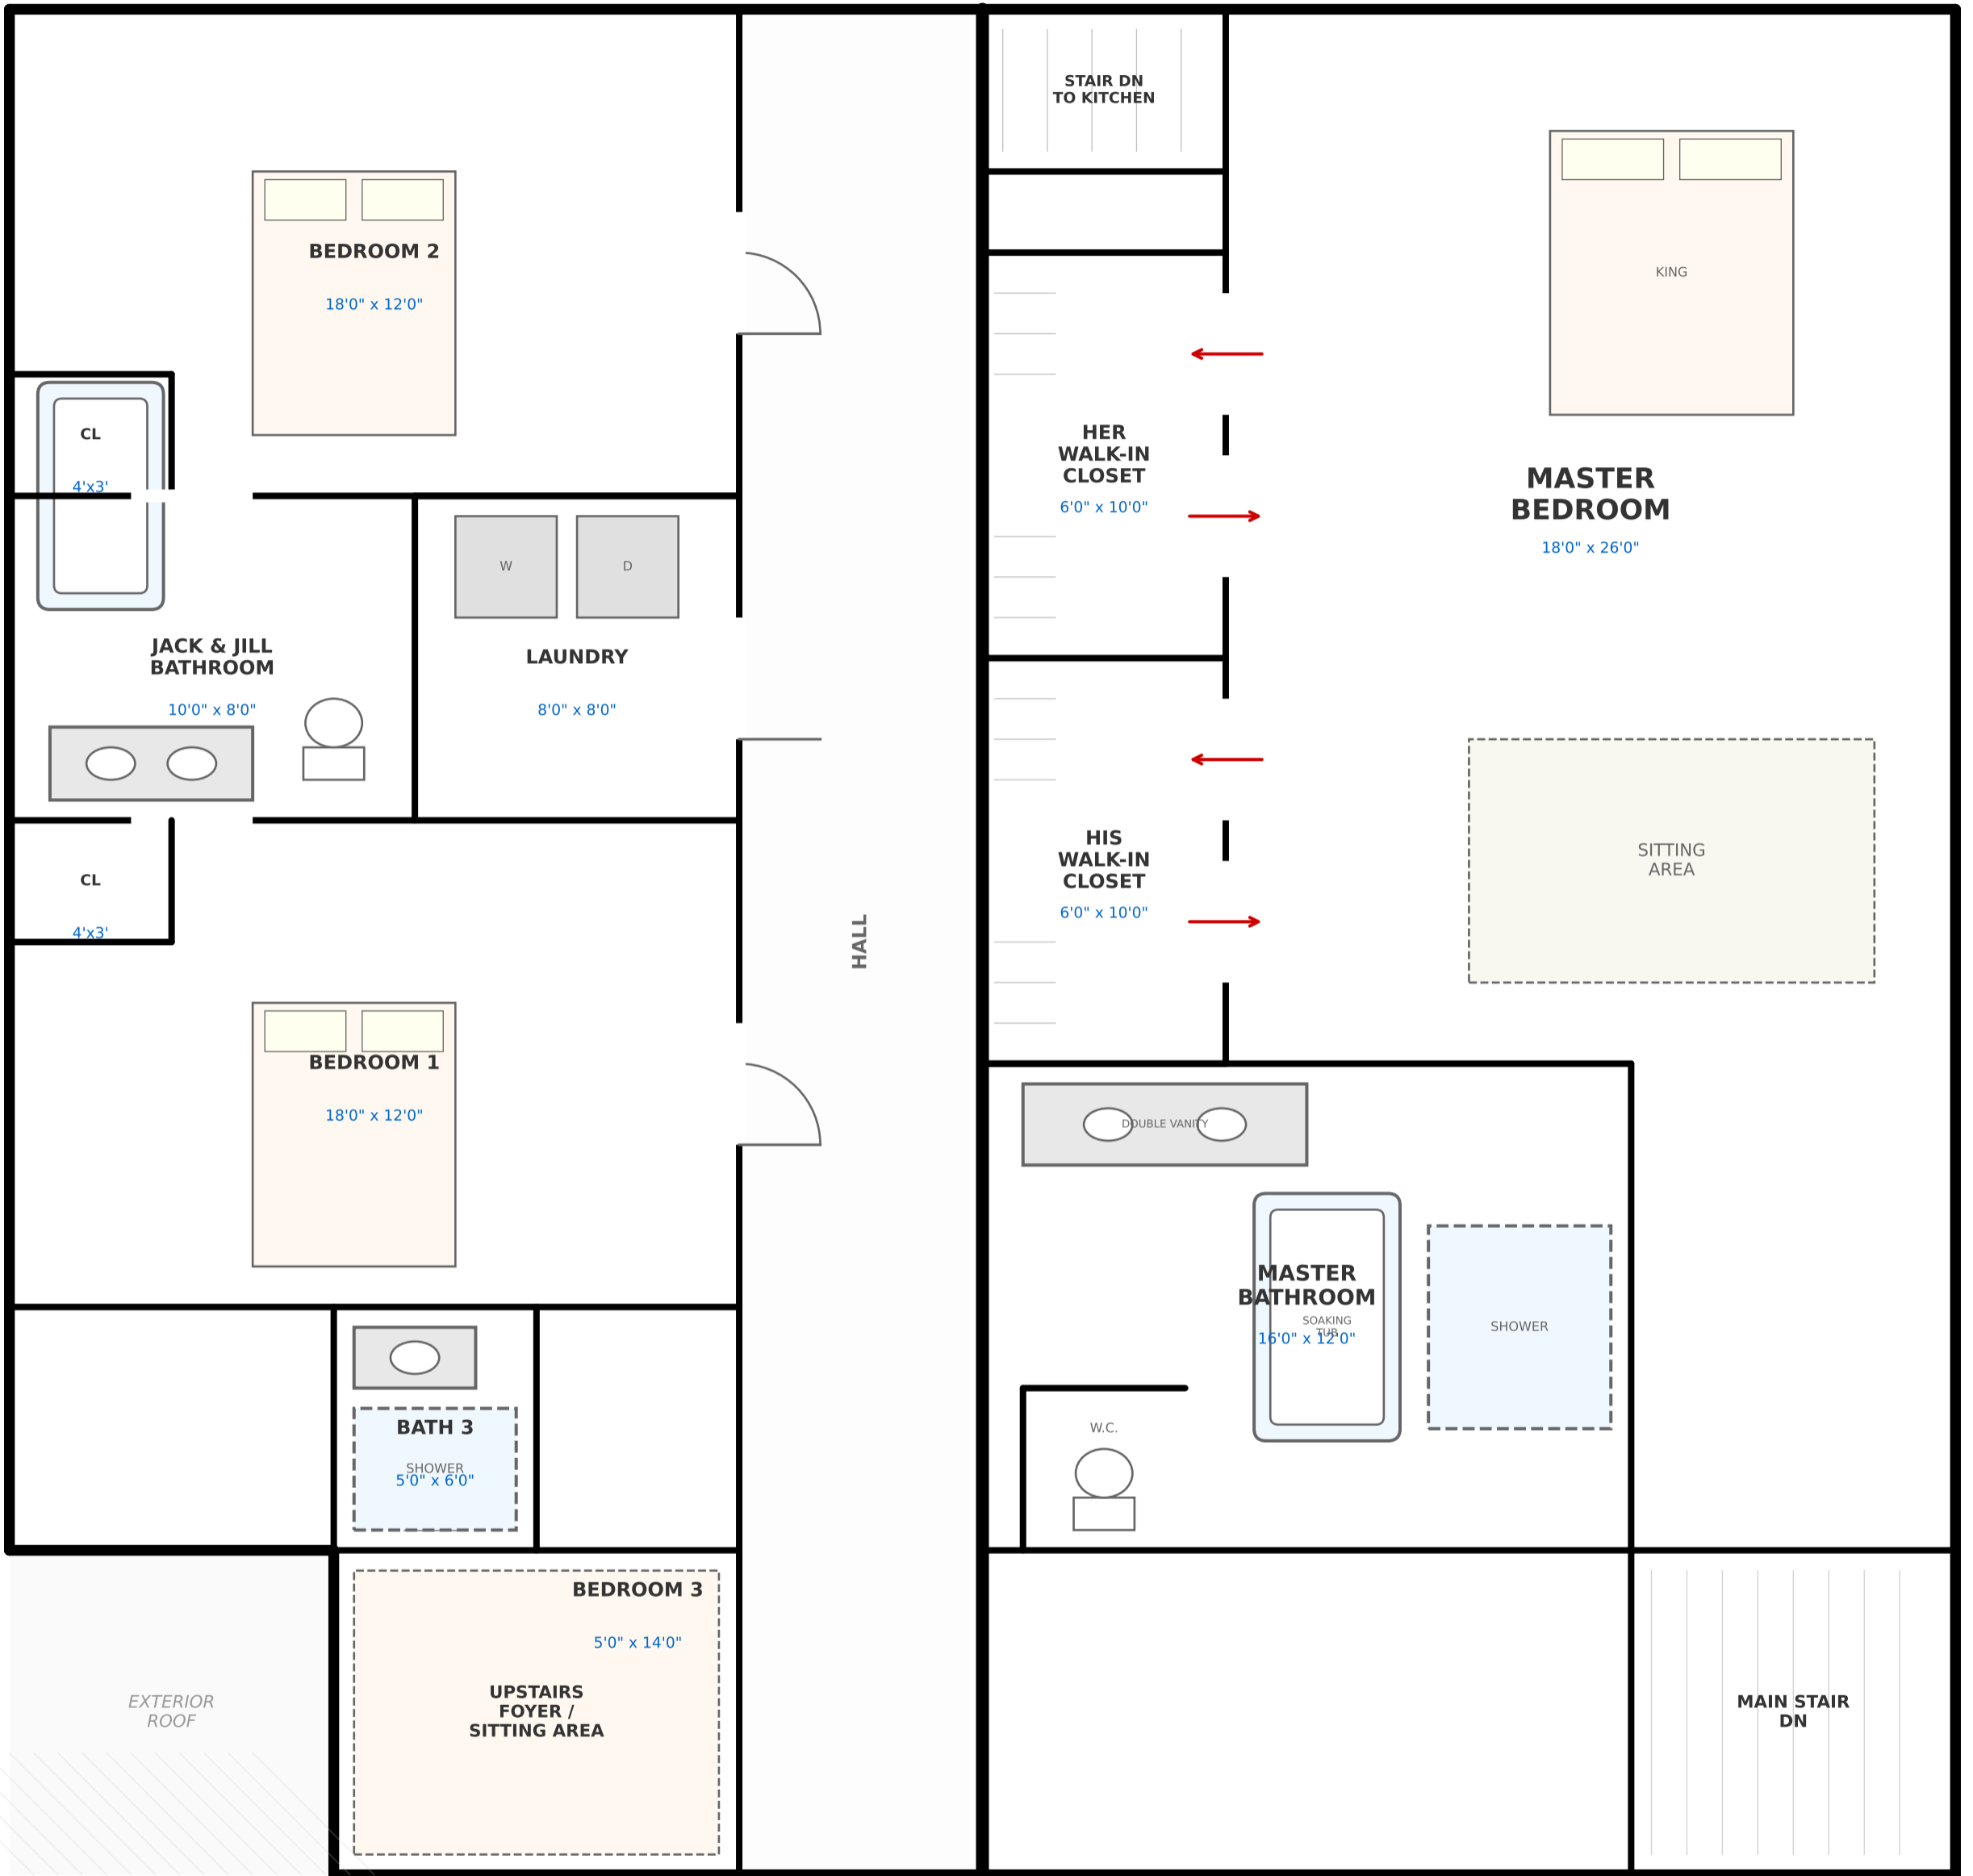 STAIR DN
TO KITCHEN
BEDROOM 2
18'0" x 12'0"
KING
CL
4'x3'
HER
WALK-IN
CLOSET
6'0" x 10'0"
MASTER
BEDROOM
18'0" x 26'0"
W
D
JACK & JILL
BATHROOM
10'0" x 8'0"
LAUNDRY
8'0" x 8'0"
CL
4'x3'
HALL
HIS
WALK-IN
CLOSET
6'0" x 10'0"
SITTING
AREA
BEDROOM 1
18'0" x 12'0"
DOUBLE VANITY
MASTER
BATHROOM
SOAKING
TUB
16'0" x 12'0"
SHOWER
BATH 3
SHOWER
5'0" x 6'0"
W.C.
BEDROOM 3
5'0" x 14'0"
UPSTAIRS
FOYER /
SITTING AREA
EXTERIOR
ROOF
MAIN STAIR
DN